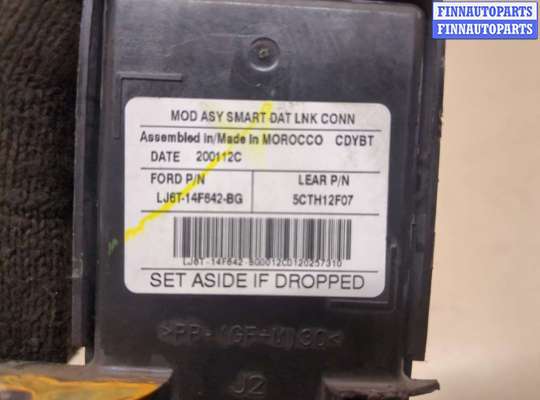 FINNAUTOPARTS
FINNAUTOPARTS
MOD ASY SMART DAT LNK CONN
Assembled in/Made in MOROCCO CDYBT
DATE 200112C
FORD P/N LEAR P/N
LJ6T-14F642-BG 5CTH12F07
SET ASIDE IF DROPPED
J2